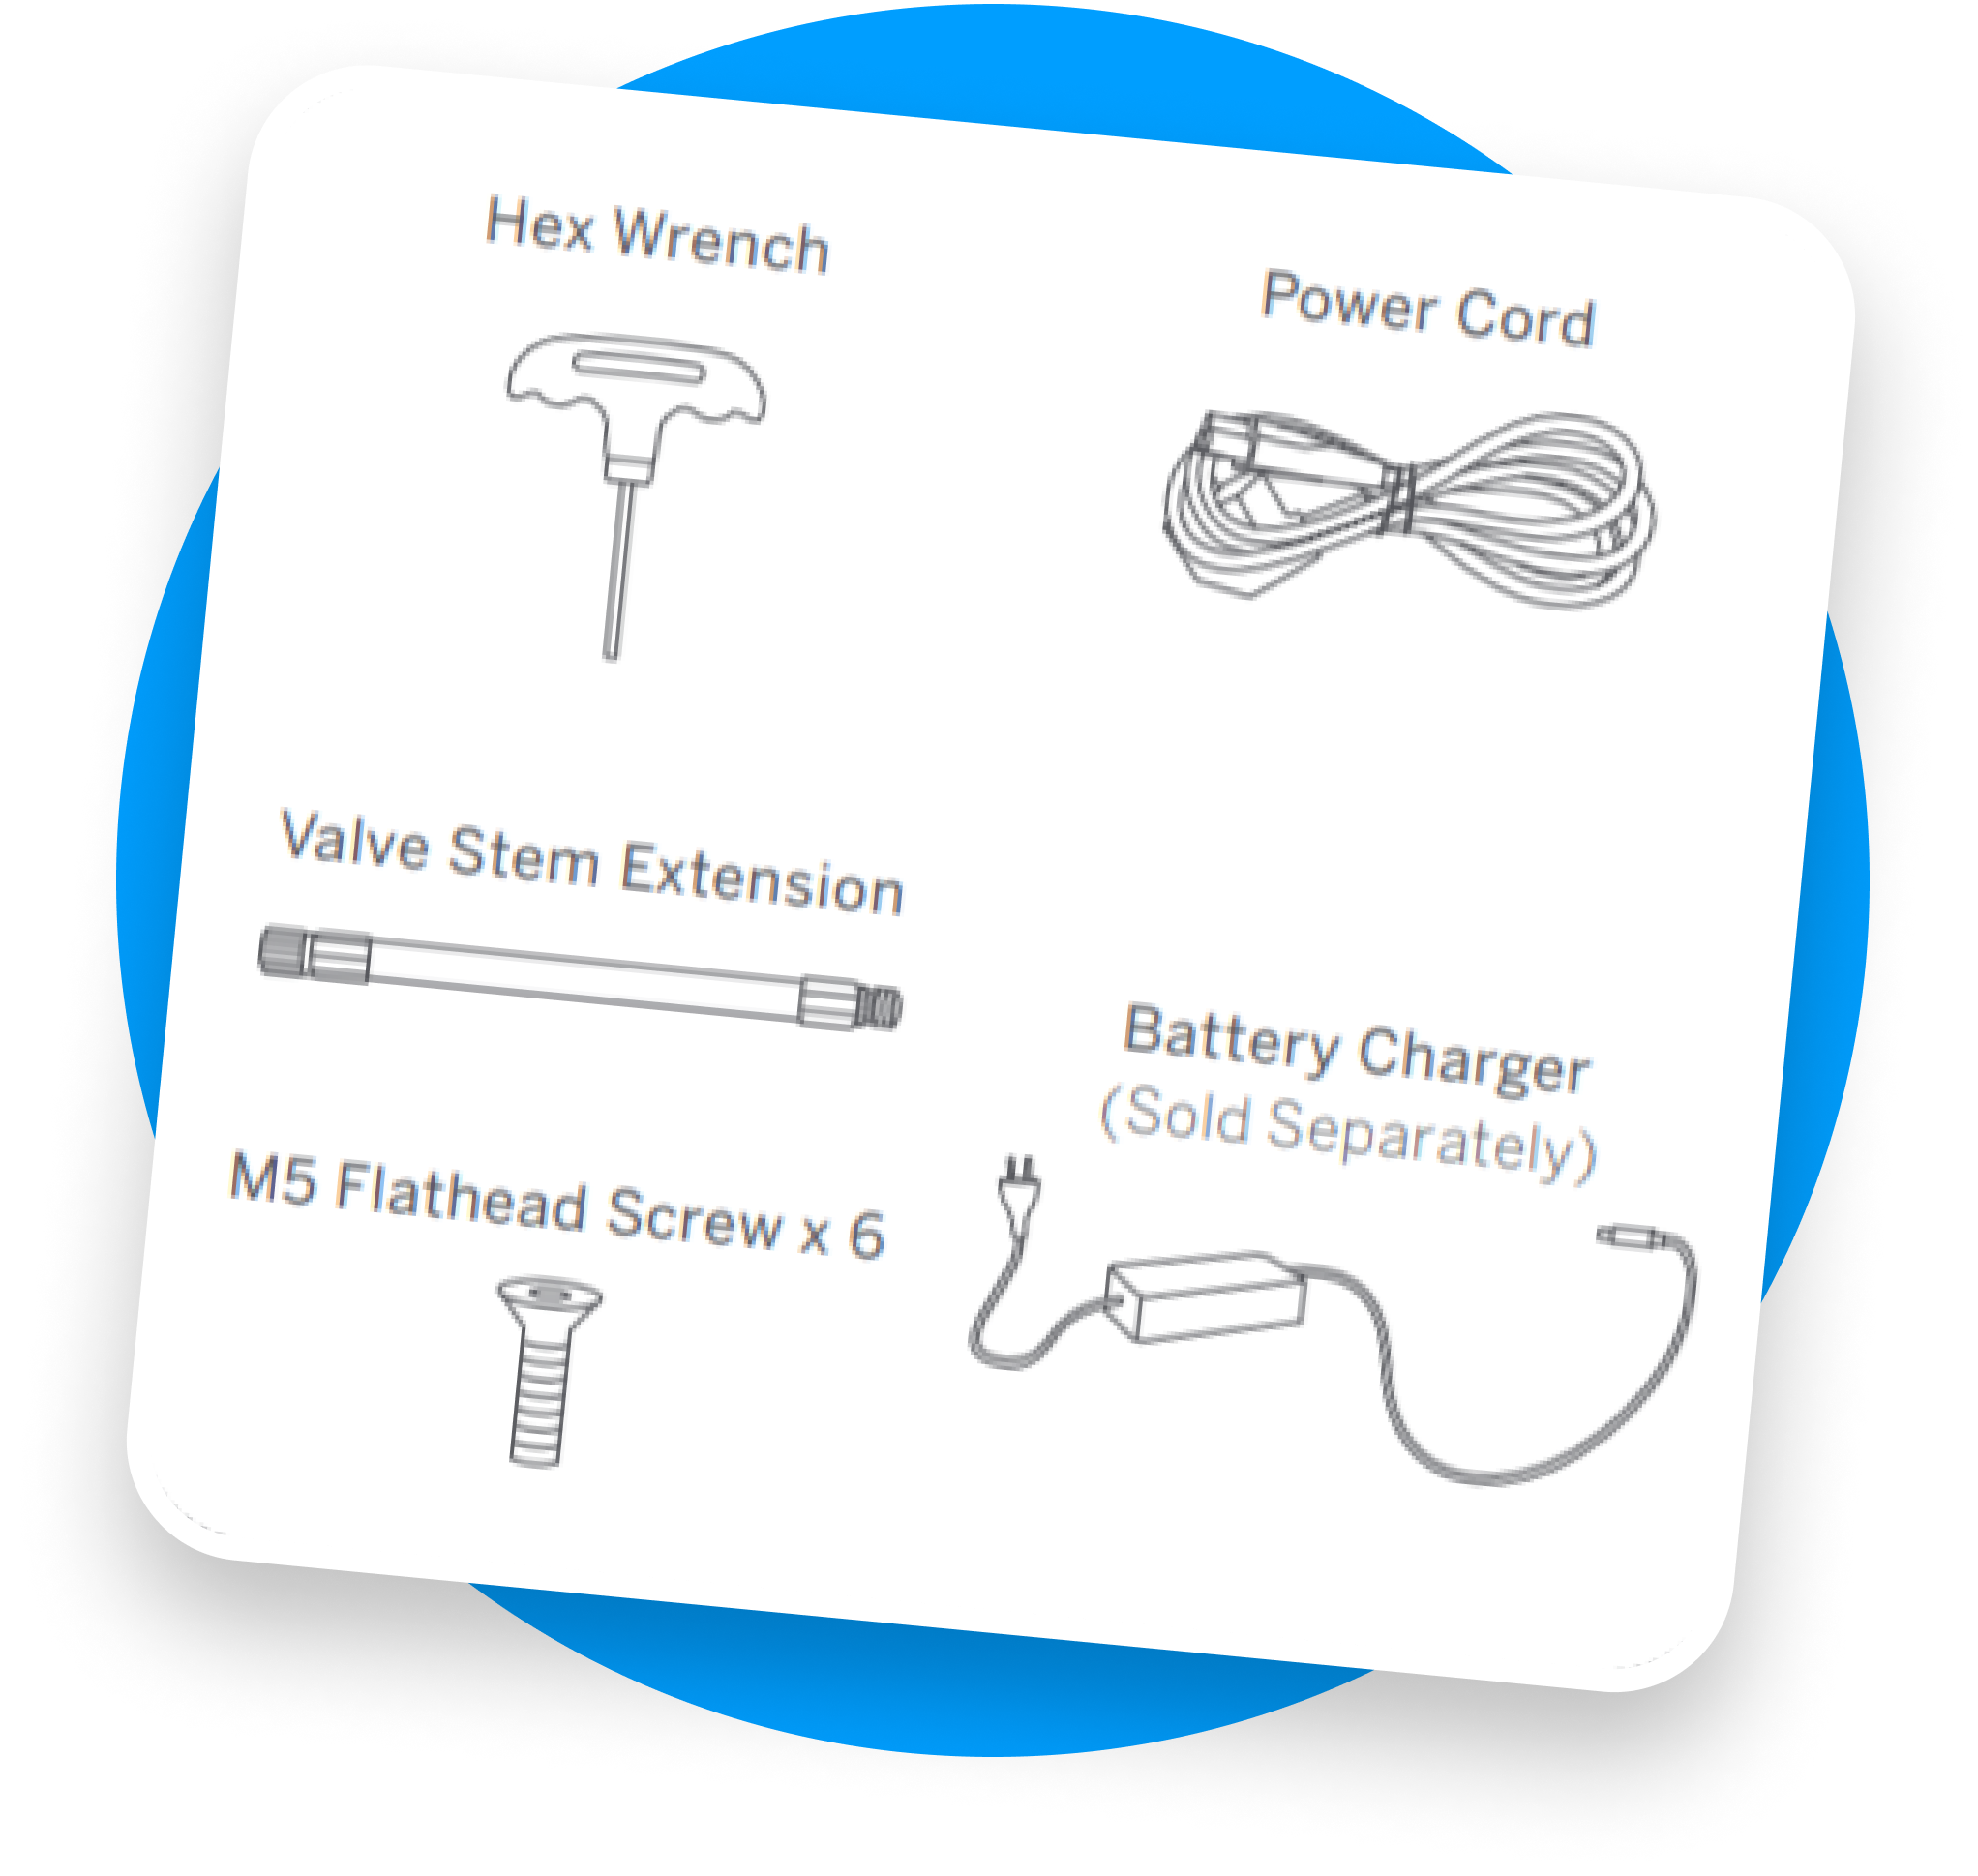 Hex Wrench
Power Cord
Valve Stem Extension
Battery Charger
(Sold Separately)
M5 Flathead Screw x 6